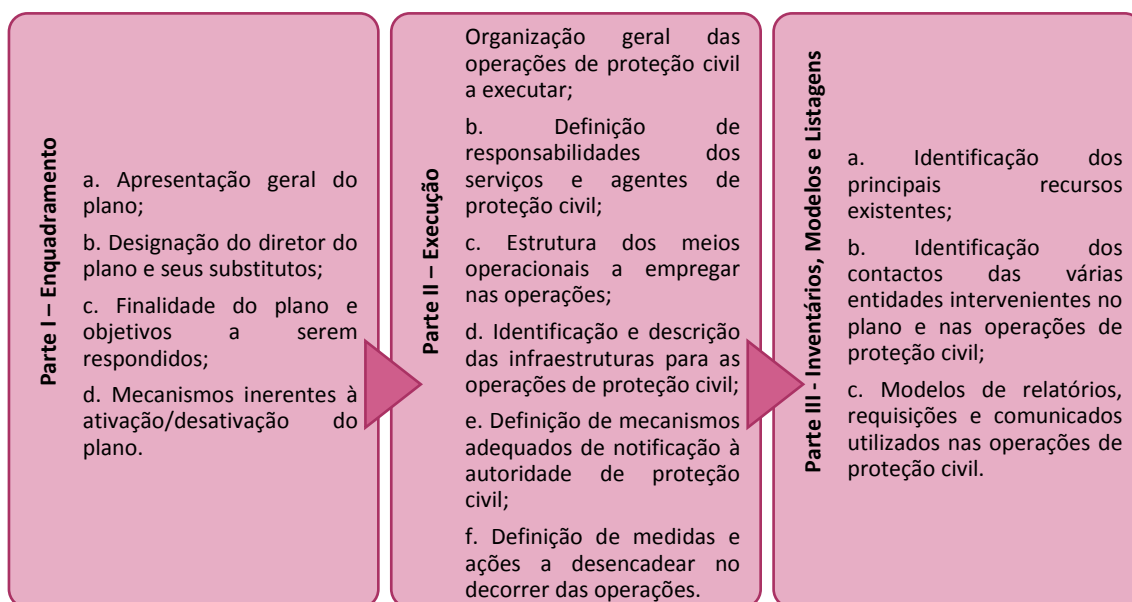 Parte I – Enquadramento
a. Apresentação geral do
plano;
b. Designação do diretor do
plano e seus substitutos;
c. Finalidade do plano e
objetivos a serem
respondidos;
d. Mecanismos inerentes à
ativação/desativação do
plano.
Parte II – Execução
Organização geral das
operações de proteção civil
a executar;
b. Definição de
responsabilidades dos
serviços e agentes de
proteção civil;
c. Estrutura dos meios
operacionais a empregar
nas operações;
d. Identificação e descrição
das infraestruturas para as
operações de proteção civil;
e. Definição de mecanismos
adequados de notificação à
autoridade de proteção
civil;
f. Definição de medidas e
ações a desencadear no
decorrer das operações.
Parte III - Inventários, Modelos e Listagens
a. Identificação dos
principais recursos
existentes;
b. Identificação dos
contactos das várias
entidades intervenientes no
plano e nas operações de
proteção civil;
c. Modelos de relatórios,
requisições e comunicados
utilizados nas operações de
proteção civil.